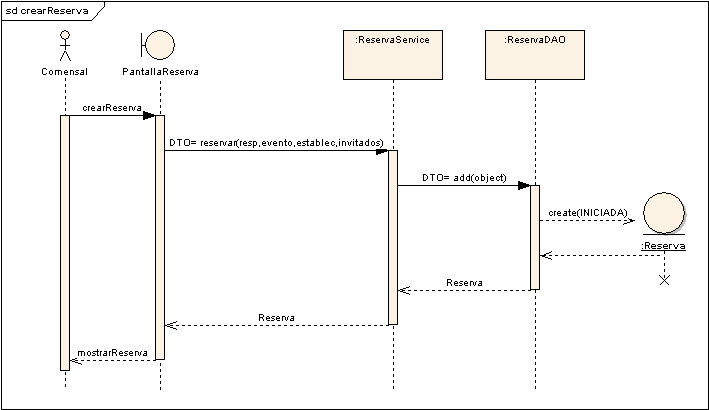 sd crearReserva
Comensal
PantallaReserva
:ReservaService
:ReservaDAO
crearReserva
DTO= reservar(resp,evento,establec,invitados)
DTO= add(object)
create(INICIADA)
:Reserva
Reserva
Reserva
mostrarReserva